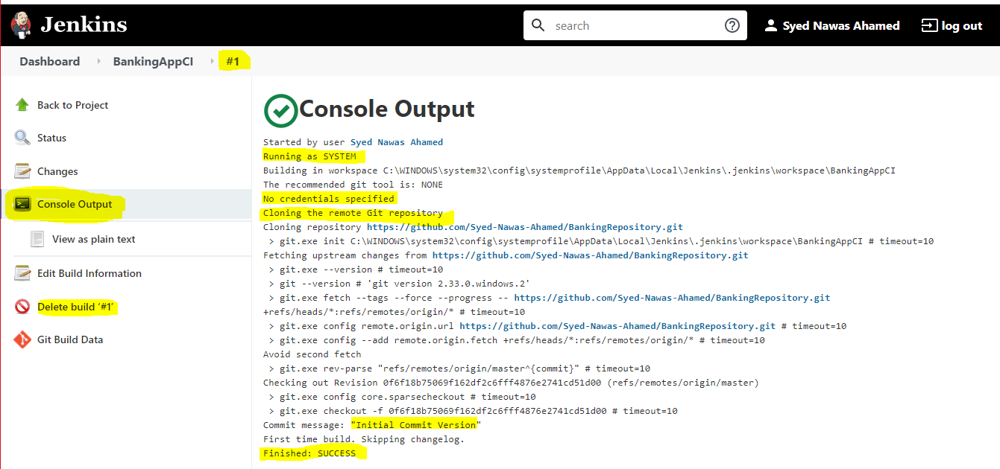 Jenkins
search
Syed Nawas Ahamed
log out
Dashboard
BankingAppCI
#1
Back to Project
Status
Changes
Console Output
View as plain text
Edit Build Information
Delete build ‘#1’
Git Build Data
Console Output
Started by user Syed Nawas Ahamed
Running as SYSTEM
Building in workspace C:\WINDOWS\system32\config\systemprofile\AppData\Local\Jenkins\.jenkins\workspace\BankingAppCI
The recommended git tool is: NONE
No credentials specified
Cloning the remote Git repository
Cloning repository https://github.com/Syed-Nawas-Ahamed/BankingRepository.git
> git.exe init C:\WINDOWS\system32\config\systemprofile\AppData\Local\Jenkins\.jenkins\workspace\BankingAppCI # timeout=10
Fetching upstream changes from https://github.com/Syed-Nawas-Ahamed/BankingRepository.git
> git.exe --version # timeout=10
> git --version # 'git version 2.33.0.windows.2'
> git.exe fetch --tags --force --progress -- https://github.com/Syed-Nawas-Ahamed/BankingRepository.git
+refs/heads/*:refs/remotes/origin/* # timeout=10
> git.exe config remote.origin.url https://github.com/Syed-Nawas-Ahamed/BankingRepository.git # timeout=10
> git.exe config --add remote.origin.fetch +refs/heads/*:refs/remotes/origin/* # timeout=10
Avoid second fetch
> git.exe rev-parse "refs/remotes/origin/master^{commit}" # timeout=10
Checking out Revision 0f6f18b75069f162df2c6fff4876e2741cd51d00 (refs/remotes/origin/master)
> git.exe config core.sparsecheckout # timeout=10
> git.exe checkout -f 0f6f18b75069f162df2c6fff4876e2741cd51d00 # timeout=10
Commit message: "Initial Commit Version"
First time build. Skipping changelog.
Finished: SUCCESS